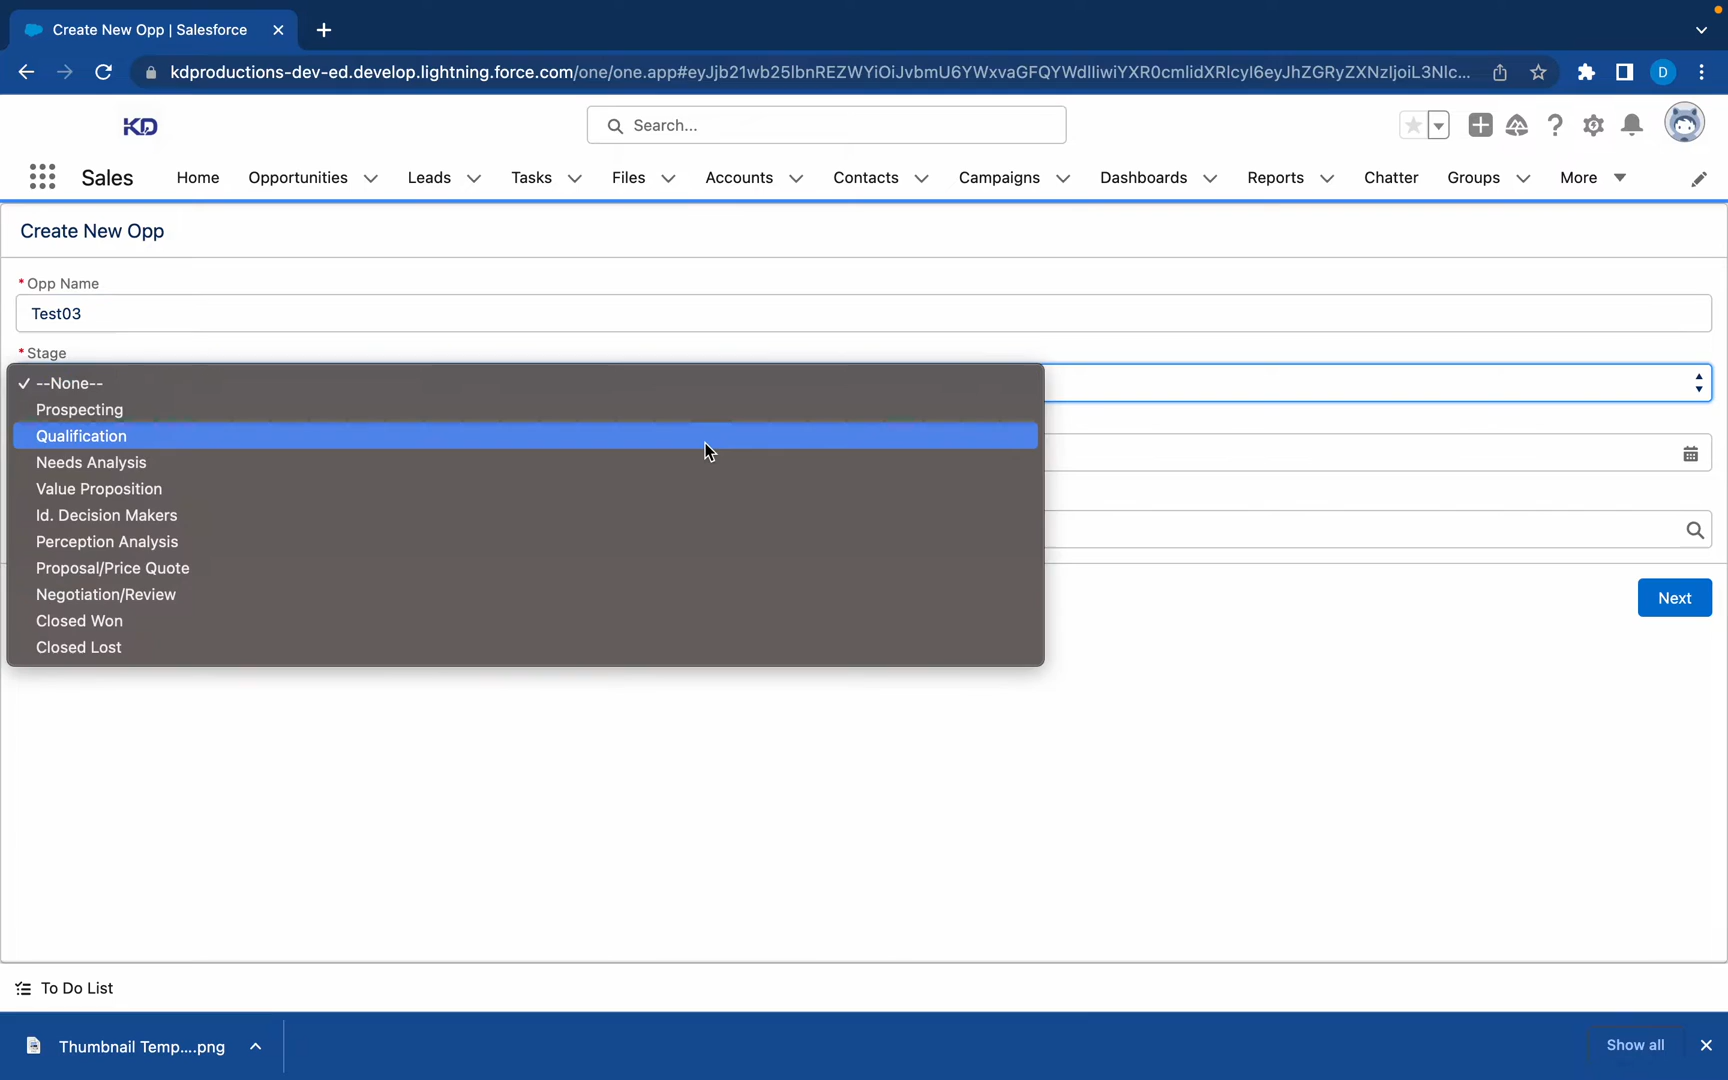 Create New Opp | Salesforce
kdproductions-dev-ed.develop.lightning.force.com/one/one.app#eyJjb21wb25lbnREZWYiOiJvbmU6YWxvaGFQYWdlIiwiYXR0cmlidXRlcyI6eyJhZGRyZXNzIjoiL3Nlc...
D
KD
Search...
Sales
Home
Opportunities
Leads
Tasks
Files
Accounts
Contacts
Campaigns
Dashboards
Reports
Chatter
Groups
More
Create New Opp
* Opp Name
Test03
* Stage
✓ --None--
Prospecting
Qualification
Needs Analysis
Value Proposition
Id. Decision Makers
Perception Analysis
Proposal/Price Quote
Negotiation/Review
Closed Won
Closed Lost
Next
To Do List
Thumbnail Temp....png
Show all